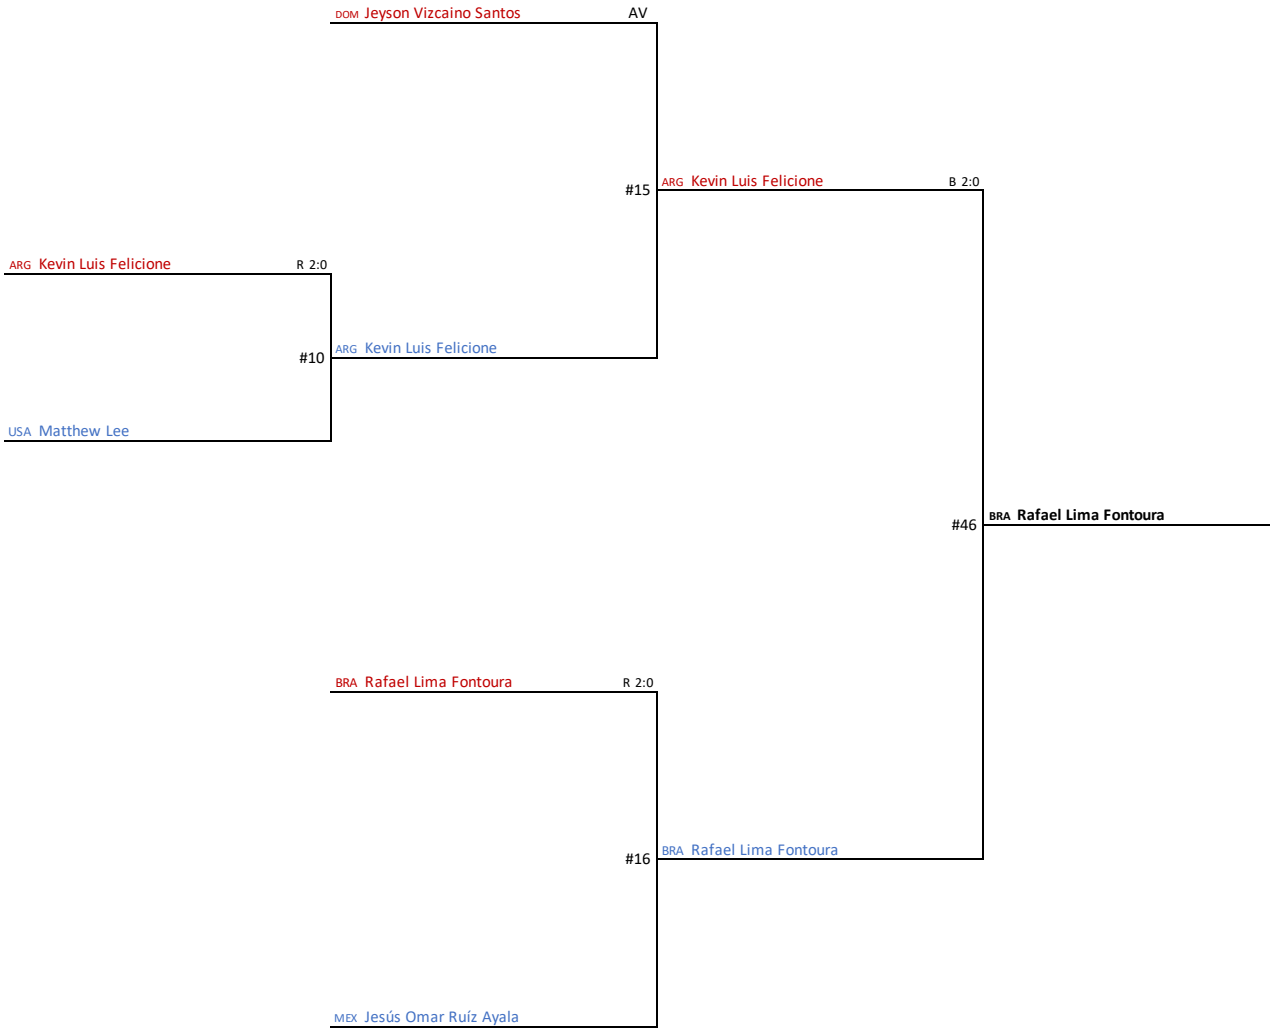 DOM Jeyson Vizcaino Santos AV
#15 ARG Kevin Luis Felicione B 2:0
ARG Kevin Luis Felicione R 2:0
#10 ARG Kevin Luis Felicione
USA Matthew Lee
#46 BRA Rafael Lima Fontoura
BRA Rafael Lima Fontoura R 2:0
#16 BRA Rafael Lima Fontoura
MEX Jesús Omar Ruíz Ayala